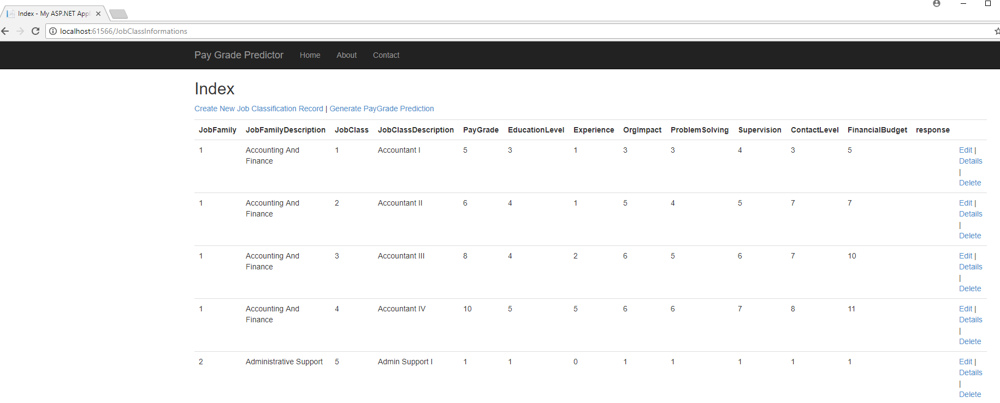 Index - My ASP.NET App
localhost:61566/JobClassInformations
Pay Grade Predictor Home About Contact
Index
Create New Job Classification Record | Generate PayGrade Prediction
JobFamily JobFamilyDescription JobClass JobClassDescription PayGrade EducationLevel Experience OrgImpact ProblemSolving Supervision ContactLevel FinancialBudget response
1 Accounting And 1 Accountant I 5 3 1 3 3 4 3 5 Edit |
Finance Details
|
Delete
1 Accounting And 2 Accountant II 6 4 1 5 4 5 7 7 Edit |
Finance Details
|
Delete
1 Accounting And 3 Accountant III 8 4 2 6 5 6 7 10 Edit |
Finance Details
|
Delete
1 Accounting And 4 Accountant IV 10 5 5 6 6 7 8 11 Edit |
Finance Details
|
Delete
2 Administrative Support 5 Admin Support I 1 1 0 1 1 1 1 1 Edit |
Details
|
Delete